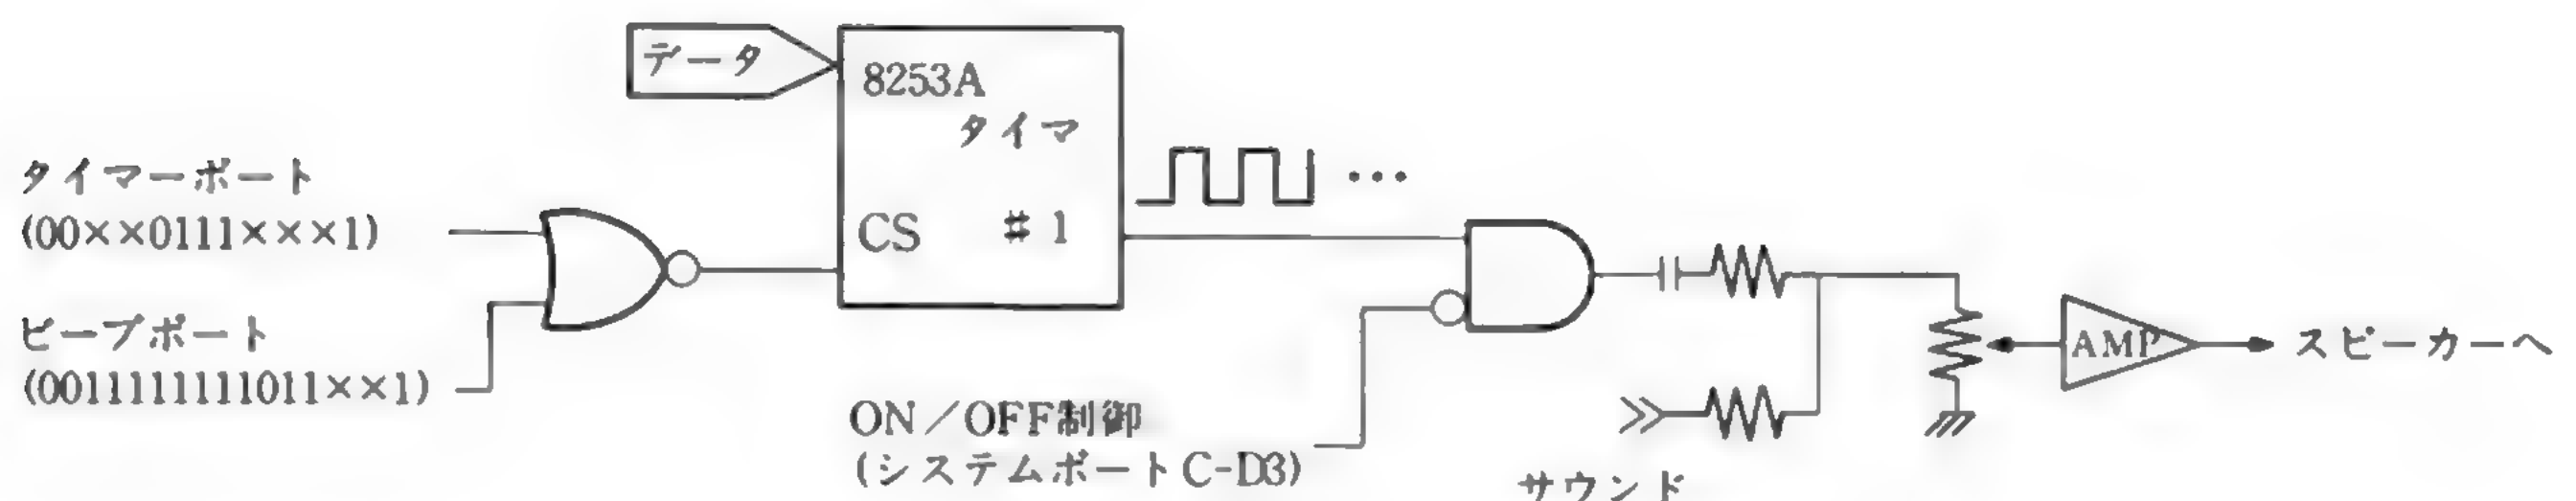 データ
8253A
タイマ
タイマーポート
(00××0111×××1)
CS #1
ビープポート
(0011111111011××1)
AMP
スピーカーへ
ON/OFF制御
(システムポートC-D3)
サウンド